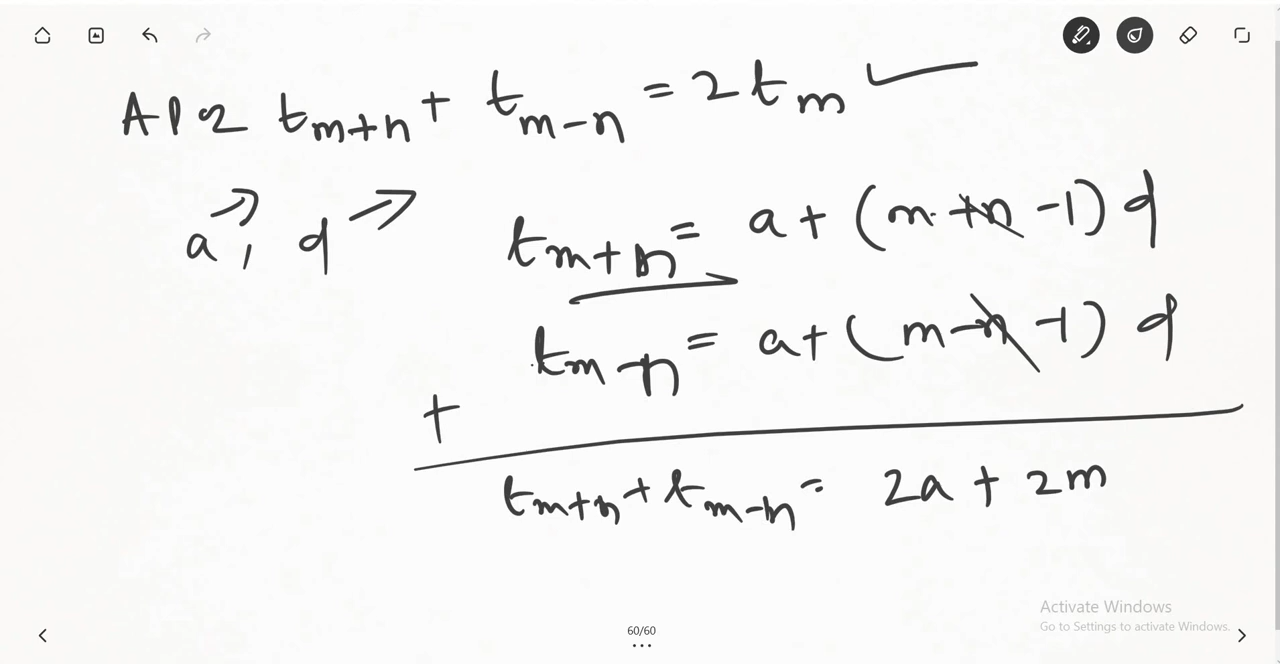 AP2 t_{m+n} + t_{m-n} = 2t_m
a, d
t_{m+n} = a + (m+n-1) d
t_{m-n} = a + (m-n-1) d
+
t_{m+n} + t_{m-n} = 2a + 2m
Activate Windows
Go to Settings to activate Windows.
60/60